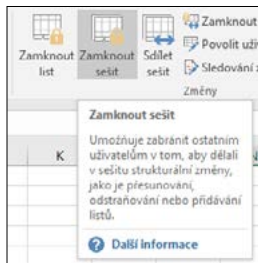 Zamknout
Povolit uži
Sledování z
Zamknout list
Zamknout sešit
Sdílet sešit
Změny
Zamknout sešit
Umožňuje zabránit ostatním
uživatelům v tom, aby dělali
v sešitu strukturální změny,
jako je přesunování,
odstraňování nebo přidávání
listů.
Další informace
K